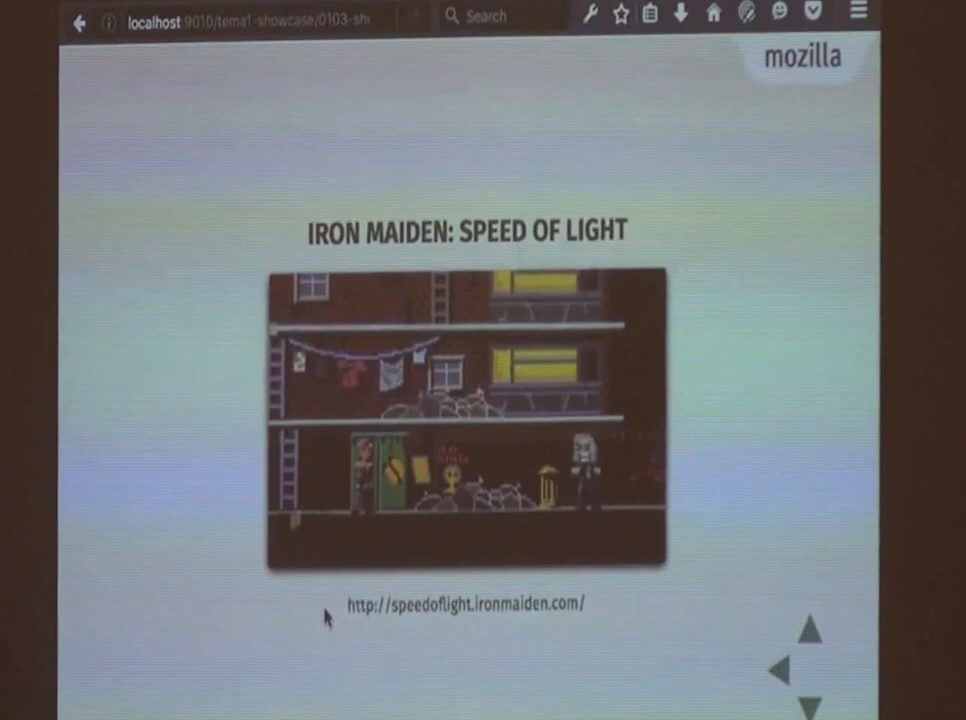 localhost:9010/tema1-showcase/0103-sh
Search
mozilla
IRON MAIDEN: SPEED OF LIGHT
http://speedoflight.ironmaiden.com/